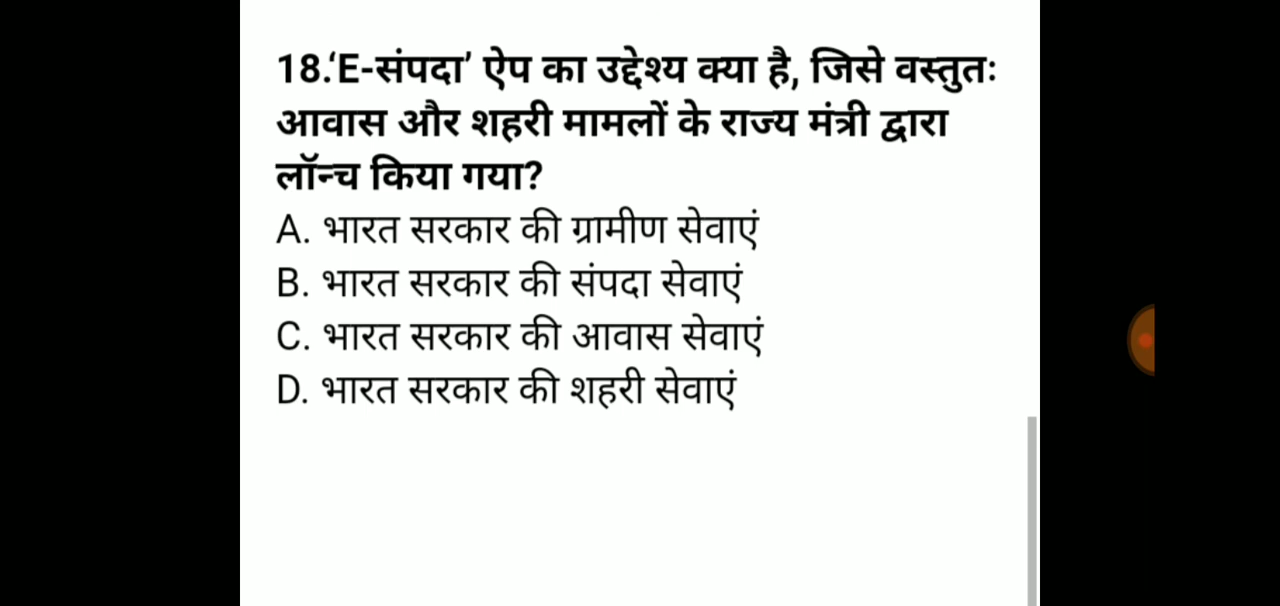 18.‘E-संपदा’ ऐप का उद्देश्य क्या है, जिसे वस्तुतः
आवास और शहरी मामलों के राज्य मंत्री द्वारा
लॉन्च किया गया?
A. भारत सरकार की ग्रामीण सेवाएं
B. भारत सरकार की संपदा सेवाएं
C. भारत सरकार की आवास सेवाएं
D. भारत सरकार की शहरी सेवाएं